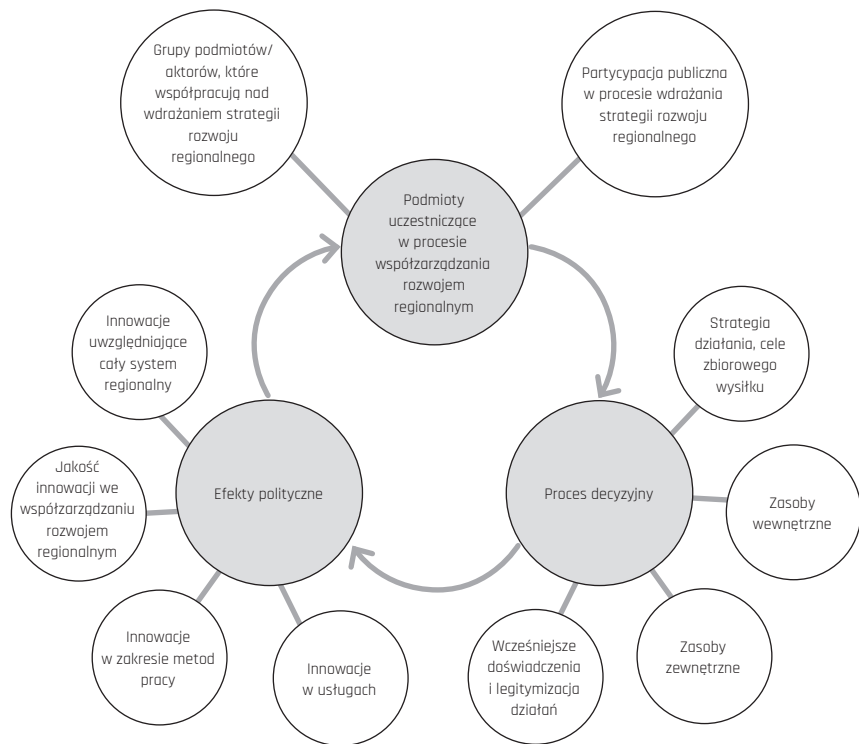 Grupy podmiotów/
aktorów, które
współpracują nad
wdrażaniem strategii
rozwoju
regionalnego
Partycypacja publiczna
w procesie wdrażania
strategii rozwoju
regionalnego
Podmioty
uczestniczące
w procesie
współzarządzania
rozwojem
regionalnym
Innowacje
uwzględniające
cały system
regionalny
Strategia
działania, cele
zbiorowego
wysiłku
Jakość
innowacji we
współzarządzaniu
rozwojem
regionalnym
Efekty polityczne
Proces decyzyjny
Zasoby
wewnętrzne
Innowacje
w zakresie metod
pracy
Innowacje
w usługach
Wcześniejsze
doświadczenia
i legitymizacja
działań
Zasoby
zewnętrzne